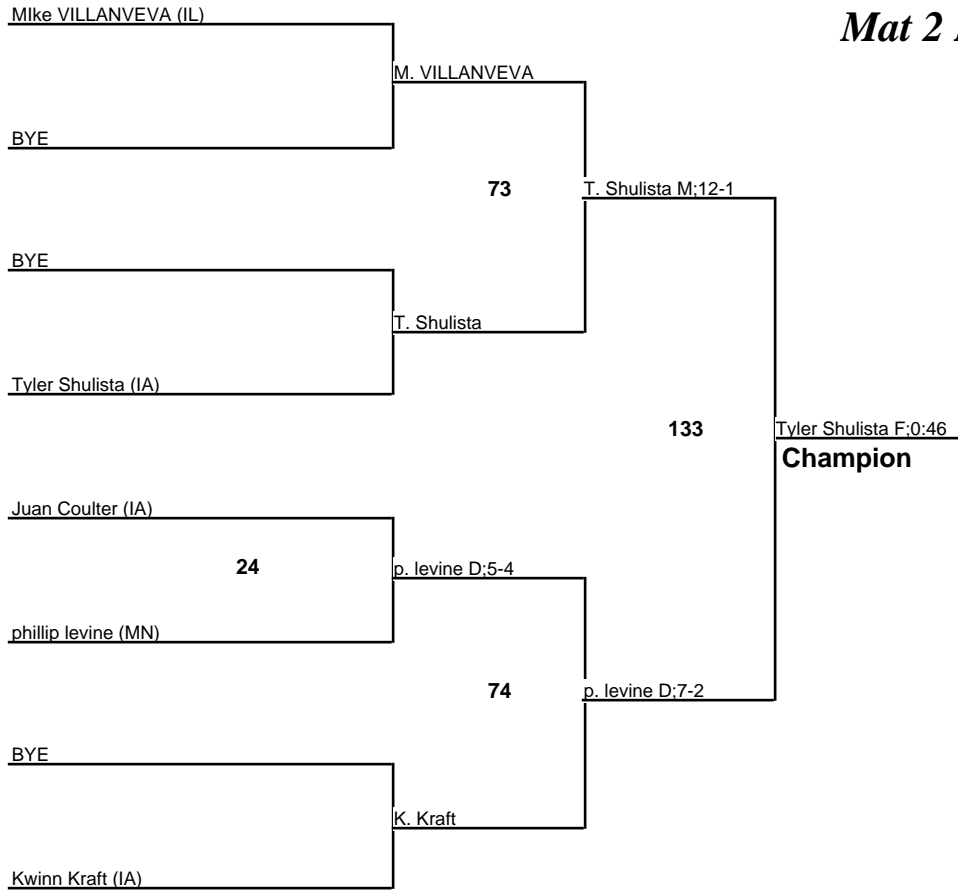 MIke VILLANVEVA (IL)
Mat 2
M. VILLANVEVA
BYE
73
T. Shulista M;12-1
BYE
T. Shulista
Tyler Shulista (IA)
133
Tyler Shulista F;0:46
Champion
Juan Coulter (IA)
24
p. levine D;5-4
phillip levine (MN)
74
p. levine D;7-2
BYE
K. Kraft
Kwinn Kraft (IA)